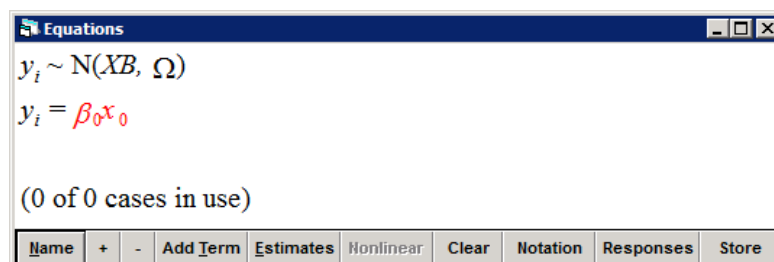 Equations
yᵢ ~ N(XB, Ω)
yᵢ = β₀x₀
(0 of 0 cases in use)
Name + - Add Term Estimates Nonlinear Clear Notation Responses Store